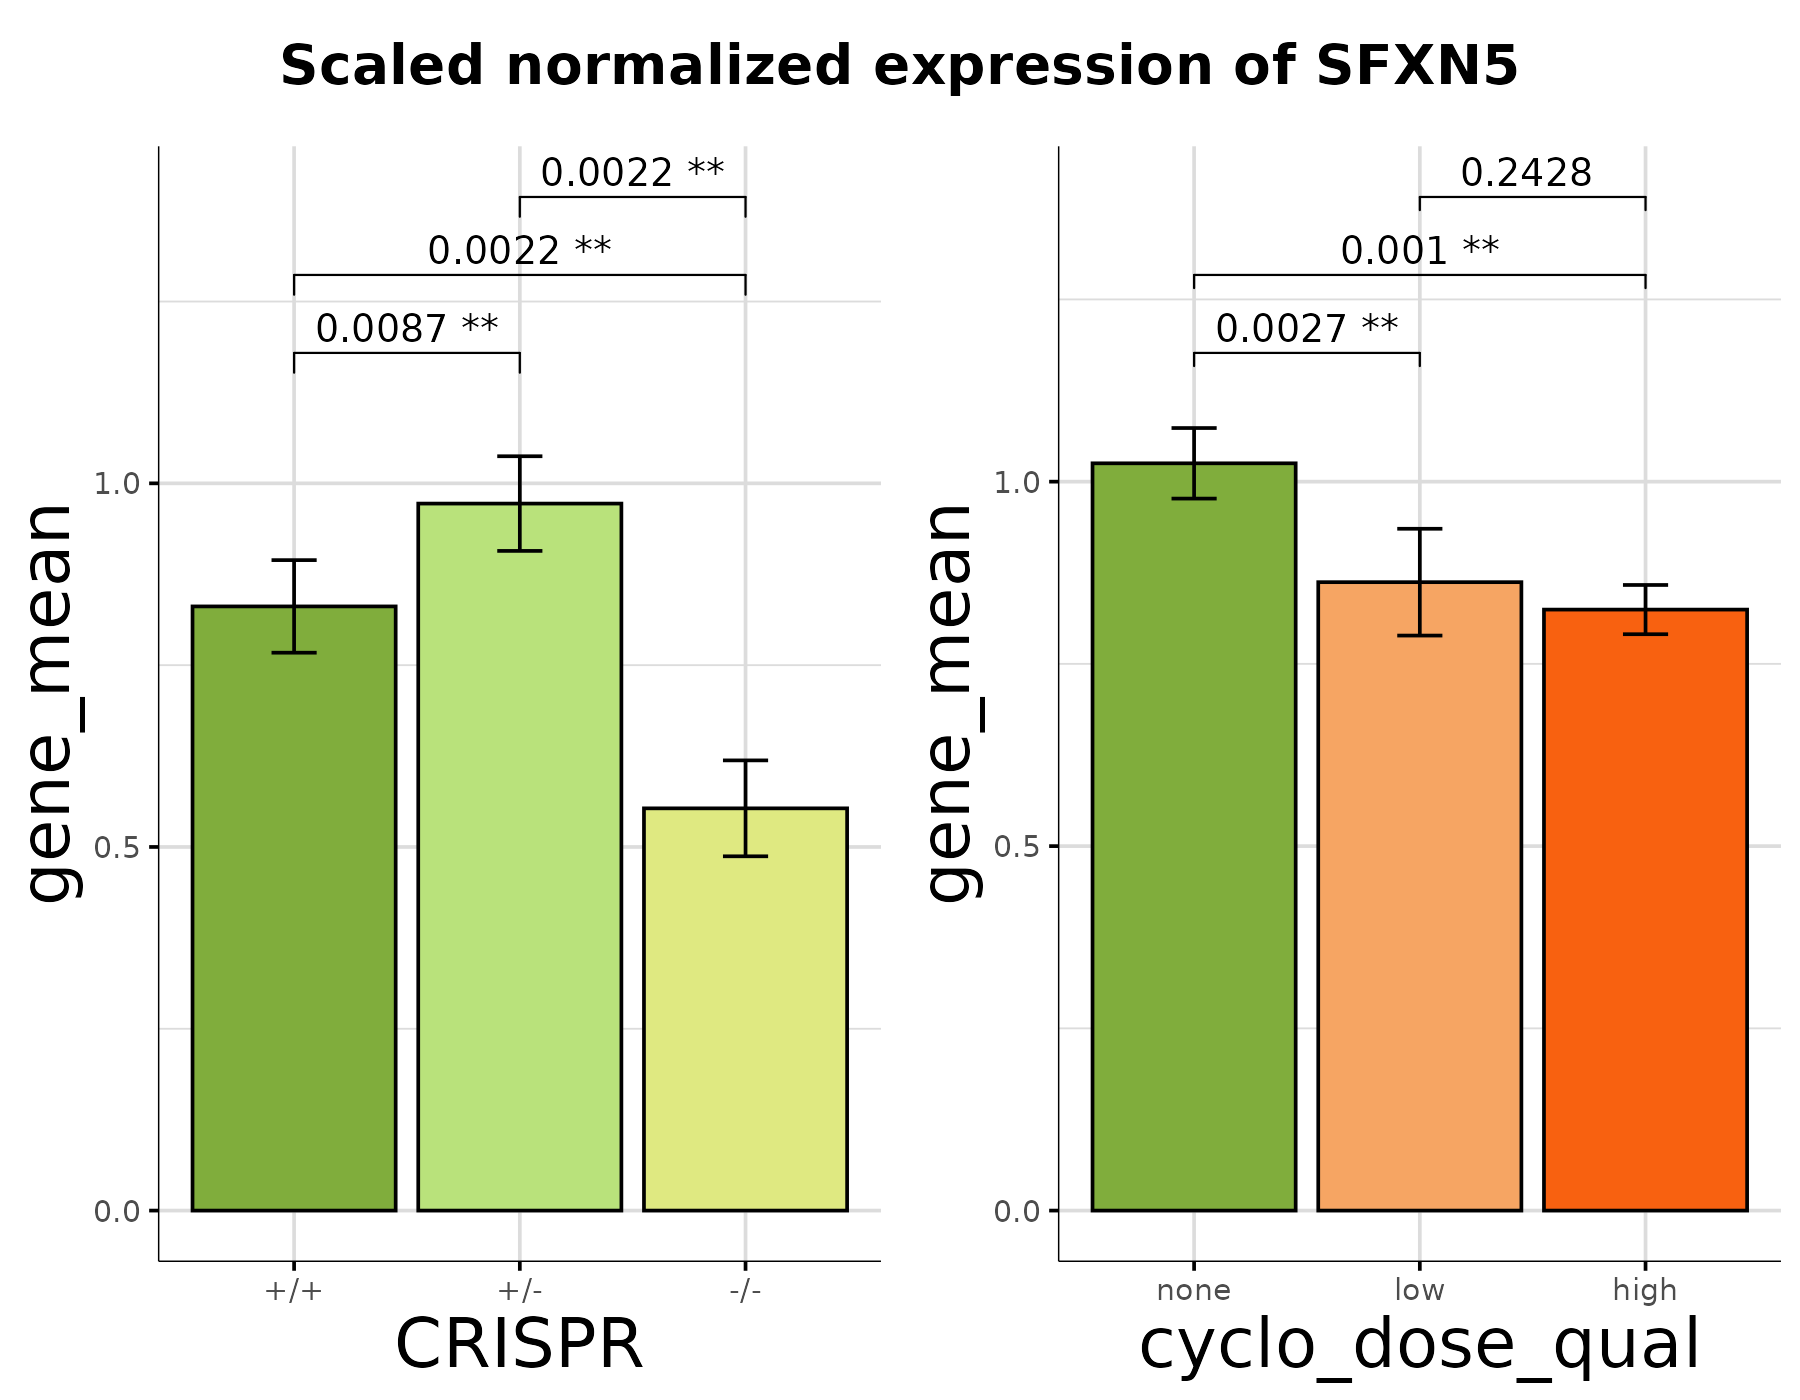 Scaled normalized expression of SFXN5
gene_mean
0.0022 **
0.0022 **
0.0087 **
1.0
0.5
0.0
+/+ +/- -/-
CRISPR
gene_mean
0.2428
0.001 **
0.0027 **
1.0
0.5
0.0
none low high
cyclo_dose_qual